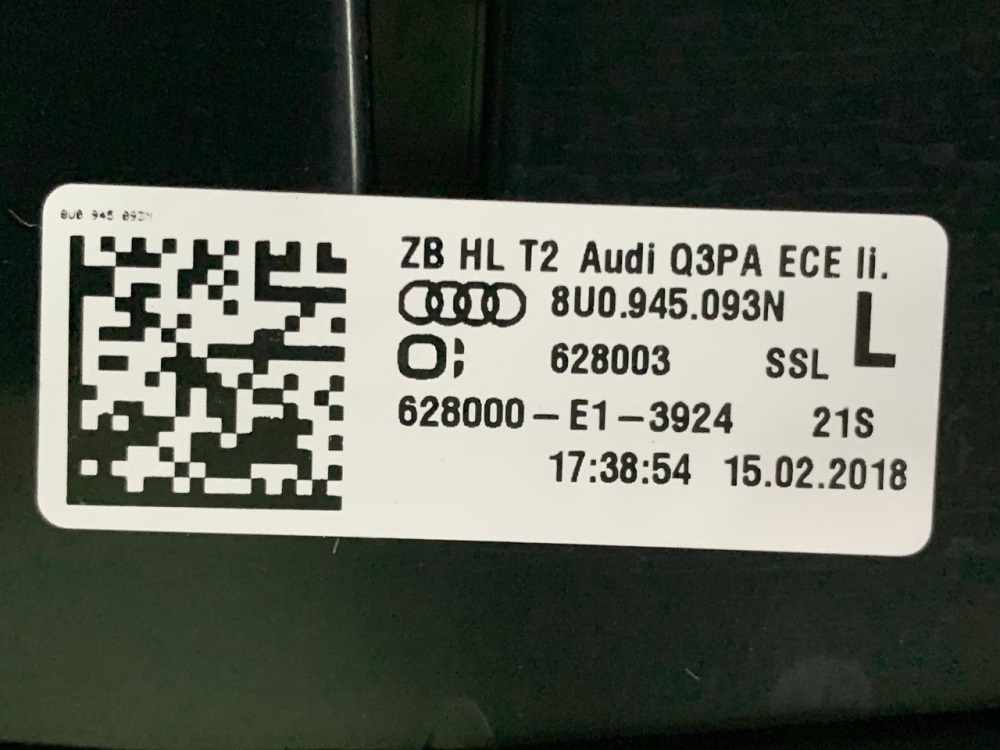 8U0 945 093N
ZB HL T2 Audi Q3PA ECE li.
8U0.945.093N L
628003 SSL
628000-E1-3924 21S
17:38:54 15.02.2018